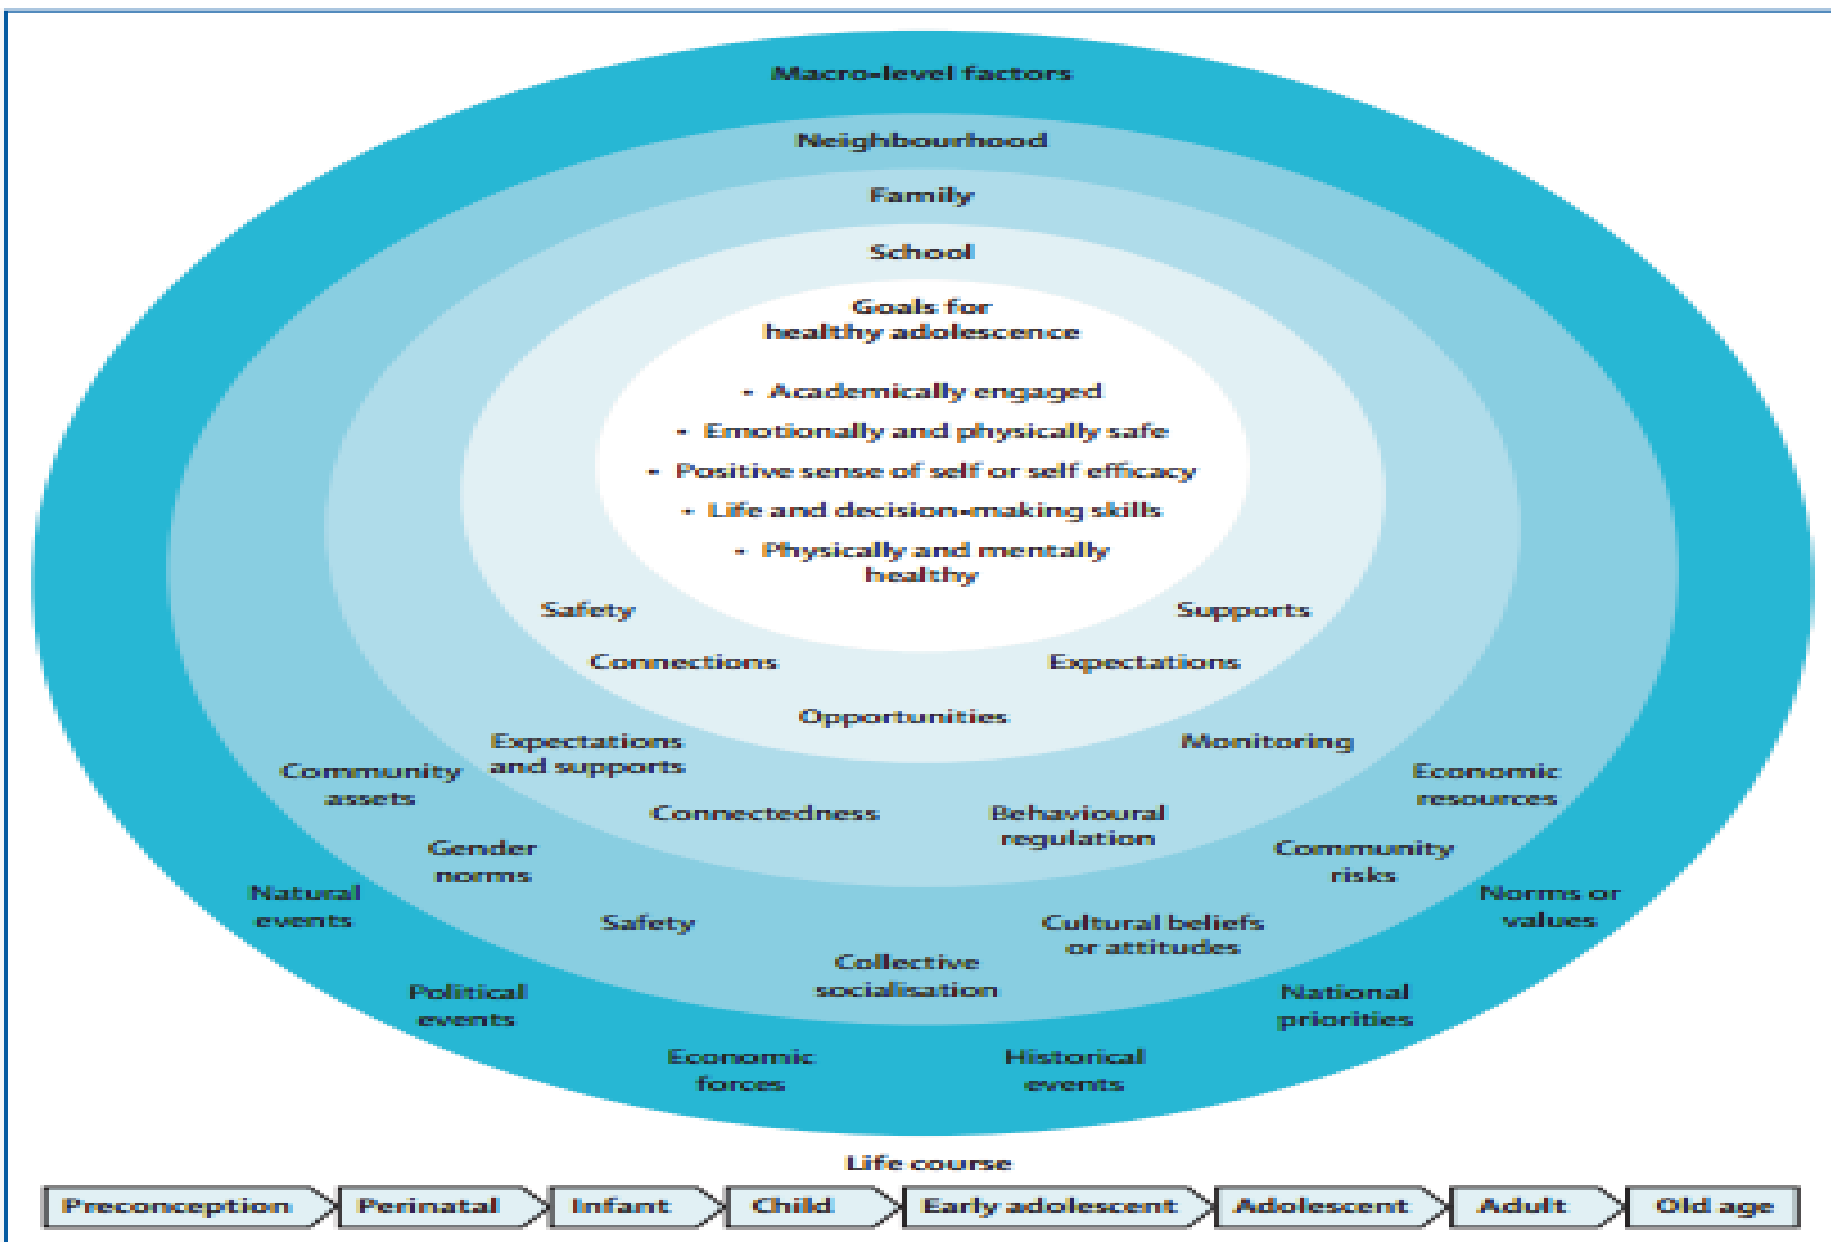 Macro-level factors
Neighbourhood
Family
School
Goals for
healthy adolescence
• Academically engaged
• Emotionally and physically safe
• Positive sense of self or self efficacy
• Life and decision-making skills
• Physically and mentally
healthy
Safety
Supports
Connections
Expectations
Opportunities
Expectations
and supports
Monitoring
Connectedness
Behavioural
regulation
Community
assets
Economic
resources
Gender
norms
Community
risks
Safety
Cultural beliefs
or attitudes
Collective
socialisation
Natural
events
Norms or
values
Political
events
National
priorities
Economic
forces
Historical
events
Life course
Preconception
Perinatal
Infant
Child
Early adolescent
Adolescent
Adult
Old age